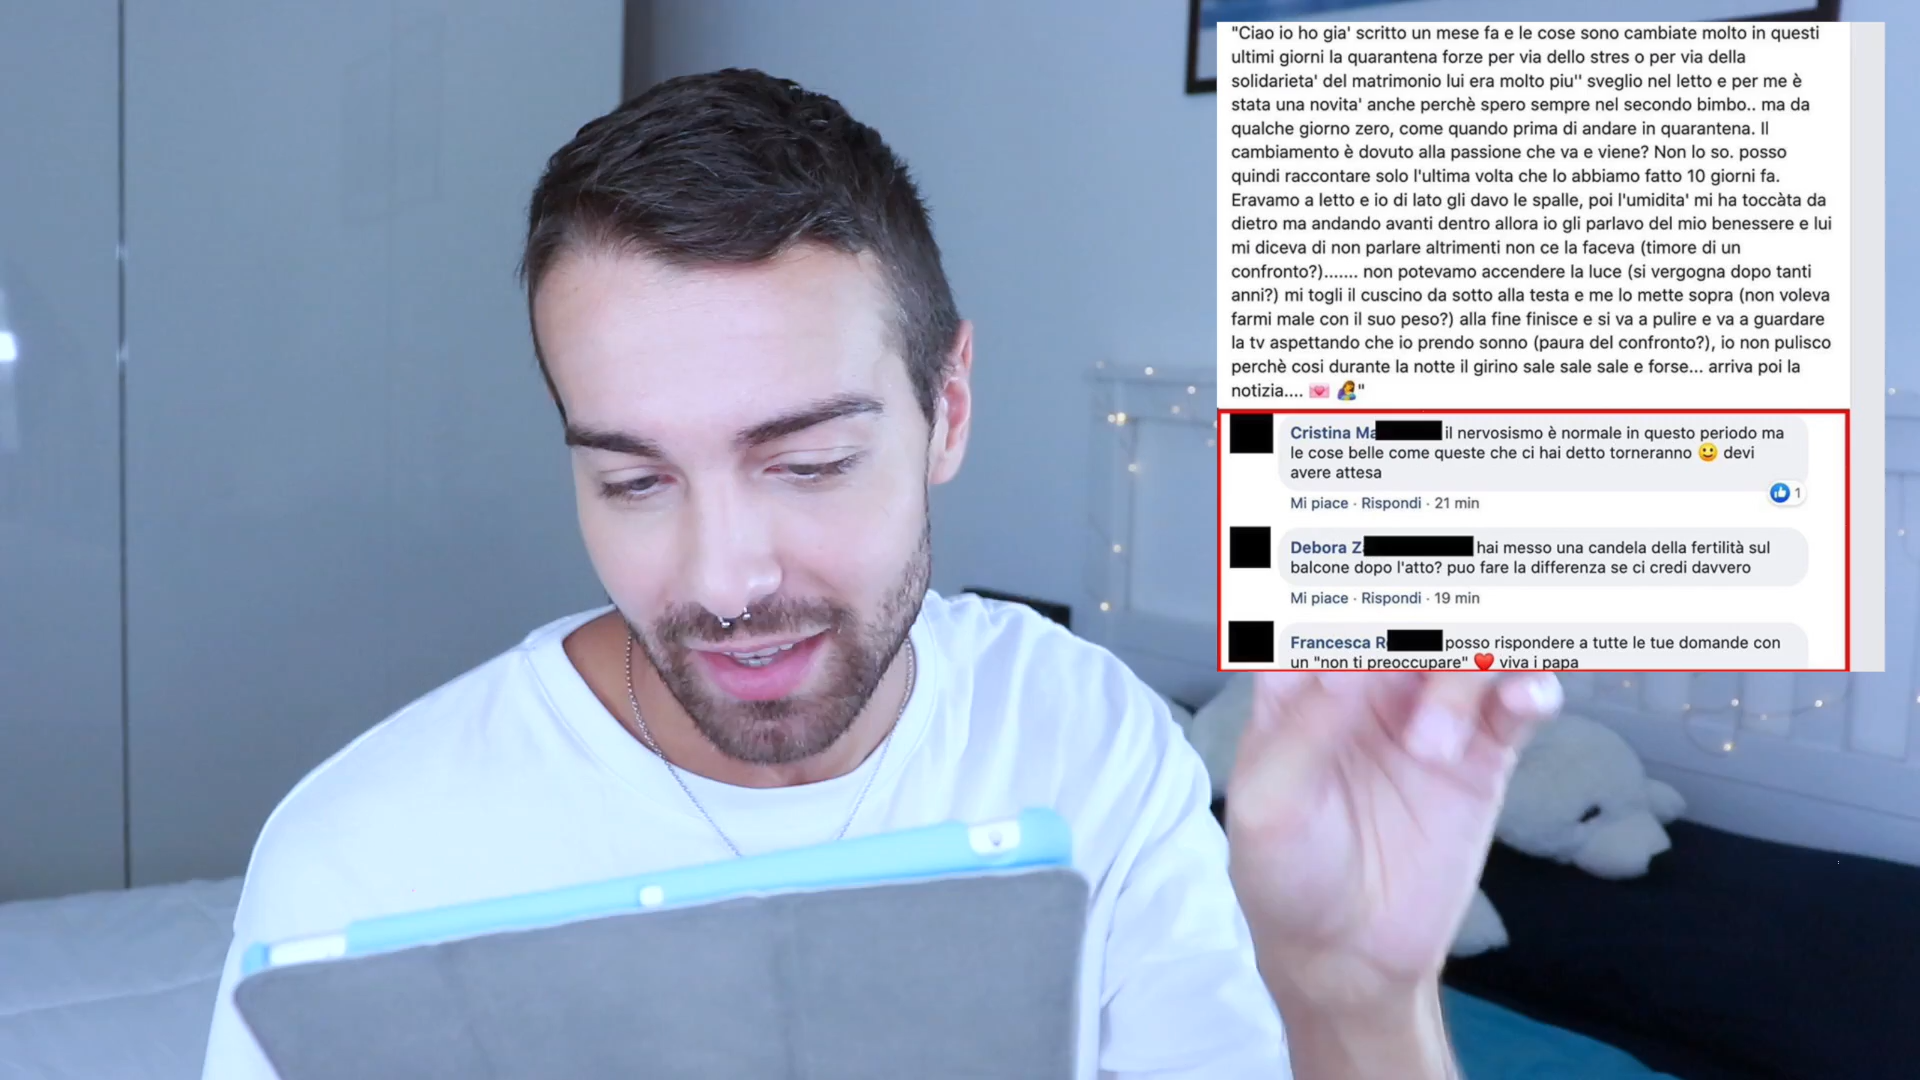 "Ciao io ho gia' scritto un mese fa e le cose sono cambiate molto in questi
ultimi giorni la quarantena forze per via dello stres o per via della
solidarieta' del matrimonio lui era molto piu'' sveglio nel letto e per me è
stata una novita' anche perchè spero sempre nel secondo bimbo.. ma da
qualche giorno zero, come quando prima di andare in quarantena. Il
cambiamento è dovuto alla passione che va e viene? Non lo so. posso
quindi raccontare solo l'ultima volta che lo abbiamo fatto 10 giorni fa.
Eravamo a letto e io di lato gli davo le spalle, poi l'umidita' mi ha toccàta da
dietro ma andando avanti dentro allora io gli parlavo del mio benessere e lui
mi diceva di non parlare altrimenti non ce la faceva (timore di un
confronto?)....... non potevamo accendere la luce (si vergogna dopo tanti
anni?) mi togli il cuscino da sotto alla testa e me lo mette sopra (non voleva
farmi male con il suo peso?) alla fine finisce e si va a pulire e va a guardare
la tv aspettando che io prendo sonno (paura del confronto?), io non pulisco
perchè cosi durante la notte il girino sale sale sale e forse... arriva poi la
notizia.... 💌 🤱"
Cristina Ma il nervosismo è normale in questo periodo ma
le cose belle come queste che ci hai detto torneranno 🙂 devi
avere attesa
👍 1
Mi piace · Rispondi · 21 min
Debora Z hai messo una candela della fertilità sul
balcone dopo l'atto? puo fare la differenza se ci credi davvero
Mi piace · Rispondi · 19 min
Francesca R posso rispondere a tutte le tue domande con
un "non ti preoccupare" ❤️ viva i papa